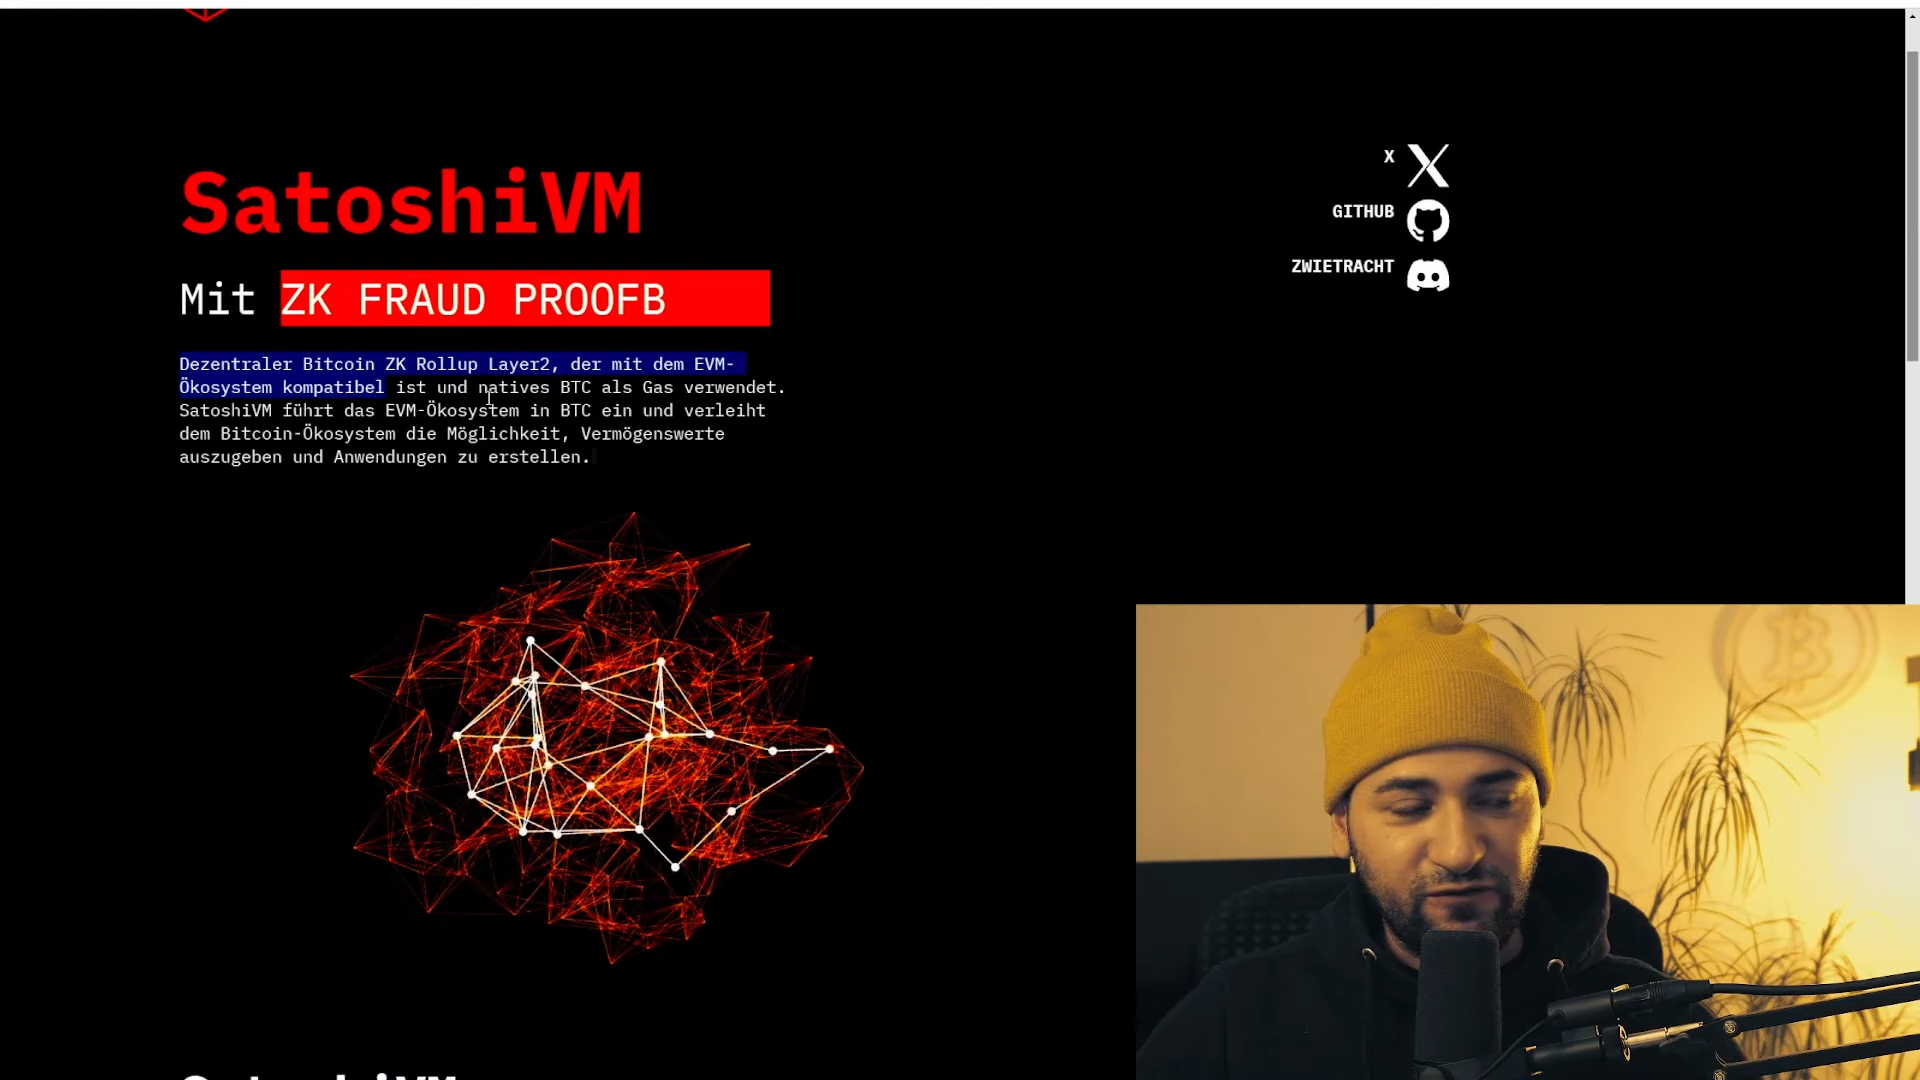 SatoshiVM
Mit ZK FRAUD PROOFB
Dezentraler Bitcoin ZK Rollup Layer2, der mit dem EVM-
Ökosystem kompatibel ist und natives BTC als Gas verwendet.
SatoshiVM führt das EVM-Ökosystem in BTC ein und verleiht
dem Bitcoin-Ökosystem die Möglichkeit, Vermögenswerte
auszugeben und Anwendungen zu erstellen.
X
GITHUB
ZWIETRACHT
SatoshiVM